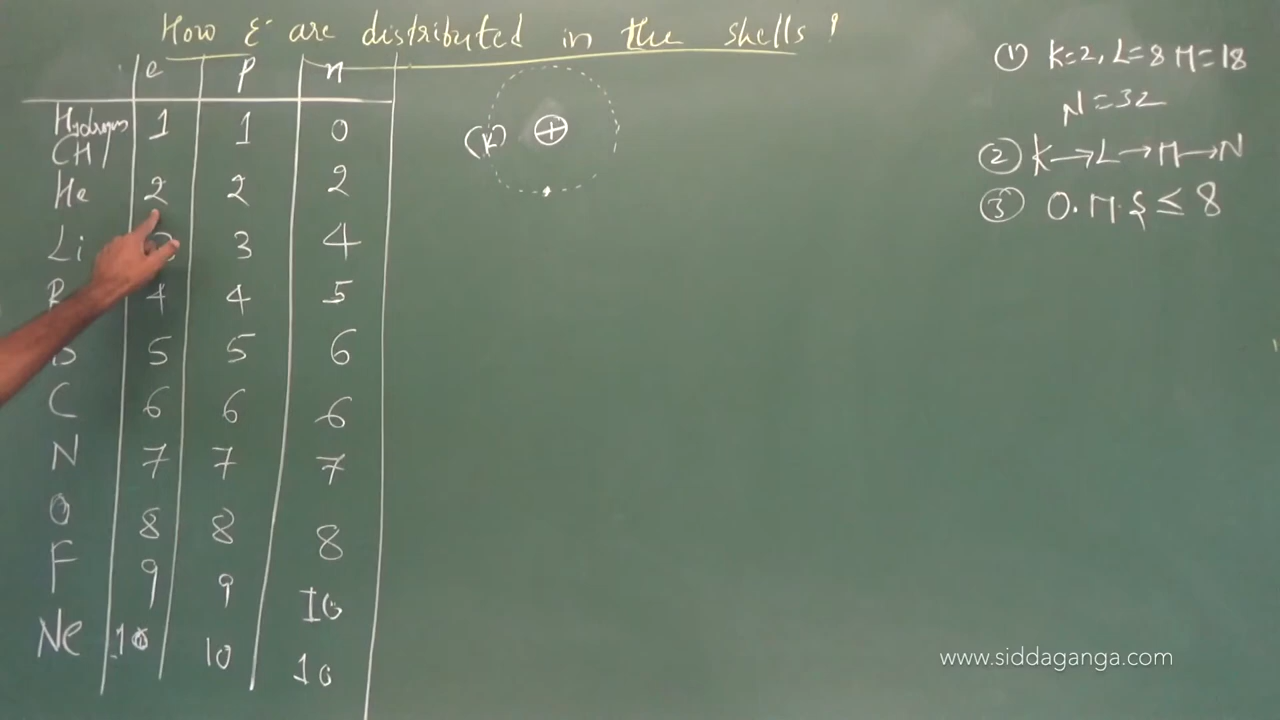 How ē are distributed in the shells ?
e p n
Hydrogen 1 1 0
(H)
He 2 2 2
Li 3 4
4 4 5
5 5 6
C 6 6 6
N 7 7 7
O 8 8 8
F 9 9 10
Ne 10 10 10
(K) +
① K=2, L=8 M=18
N=32
② K→L→M→N
③ O.M.S ≤ 8
www.siddaganga.com